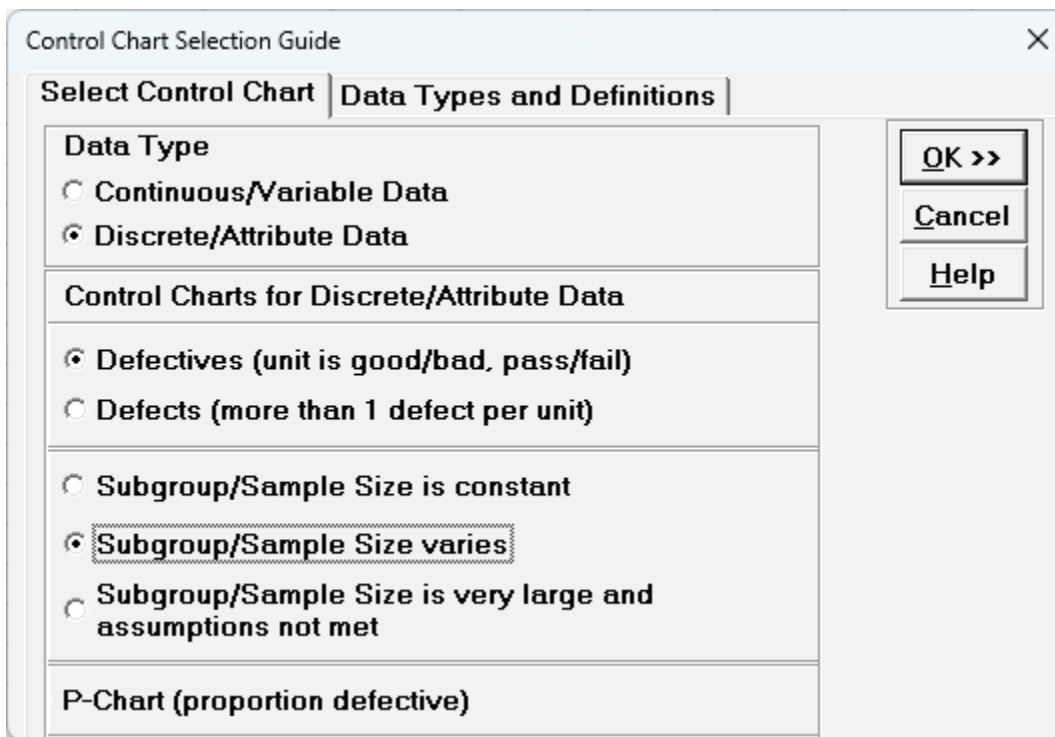 Control Chart Selection Guide
Select Control Chart
Data Types and Definitions
Data Type
Continuous/Variable Data
Discrete/Attribute Data
OK >>
Cancel
Help
Control Charts for Discrete/Attribute Data
Defectives (unit is good/bad, pass/fail)
Defects (more than 1 defect per unit)
Subgroup/Sample Size is constant
Subgroup/Sample Size varies
Subgroup/Sample Size is very large and
assumptions not met
P-Chart (proportion defective)